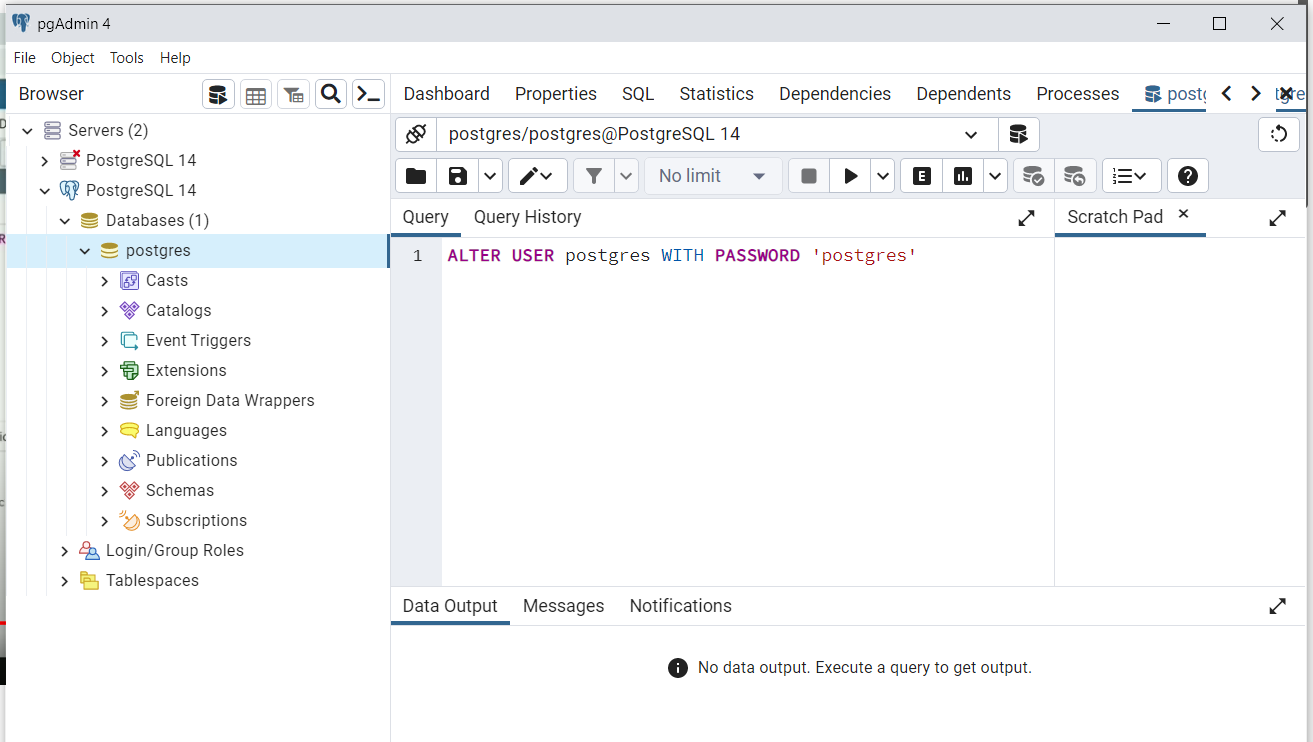 pgAdmin 4
File Object Tools Help
Browser
Dashboard Properties SQL Statistics Dependencies Dependents Processes
Servers (2)
PostgreSQL 14
PostgreSQL 14
Databases (1)
postgres
Casts
Catalogs
Event Triggers
Extensions
Foreign Data Wrappers
Languages
Publications
Schemas
Subscriptions
Login/Group Roles
Tablespaces
postgres/postgres@PostgreSQL 14
No limit
E
Query Query History
Scratch Pad
1 ALTER USER postgres WITH PASSWORD 'postgres'
Data Output Messages Notifications
No data output. Execute a query to get output.